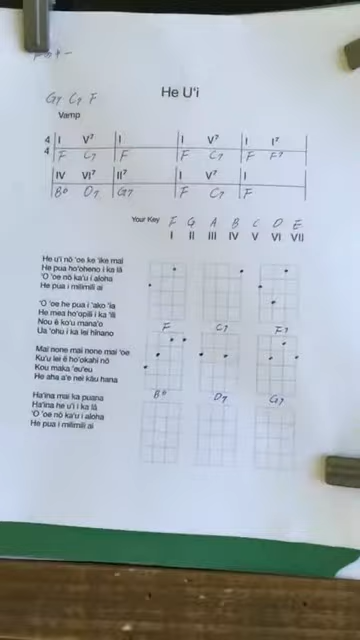 He U'i
G7 C7 F
Vamp
4 4 I V7 I I V7 I I7
F C7 F F C7 F F7
IV VI7 II7 I V7 I
Bb D7 G7 F C7 F
Your Key F G A B C D E
I II III IV V VI VII
He u'i nō 'oe ke 'ike mai
He pua ho'oheno i ka lā
'O 'oe nō ka'u i aloha
He pua i milimili ai
'O 'oe he pua i 'ako 'ia
He mea ho'opili i ka 'ili
Nou ē ko'u mana'o
Ua 'ohu i ka lei hīnano
Mai none mai none mai 'oe
Ku'u lei ē ho'okahi nō
Kou maka 'eu'eu
He aha a'e nei kāu hana
Ha'ina mai ka puana
Ha'ina he u'i i ka lā
'O 'oe nō ka'u i aloha
He pua i milimili ai
F C7 F7
Bb D7 G7